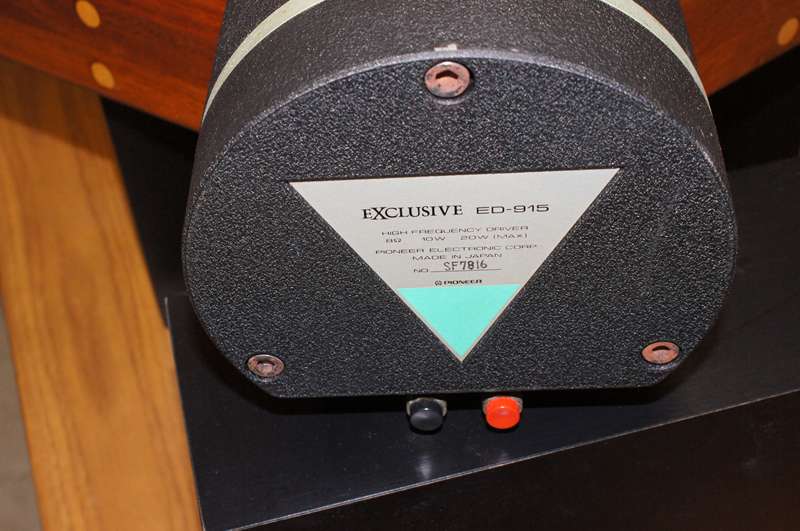 EXCLUSIVE ED-915
HIGH FREQUENCY DRIVER
8Ω 10W 20W (MAX)
PIONEER ELECTRONIC CORP.
MADE IN JAPAN
NO. SF7816
PIONEER